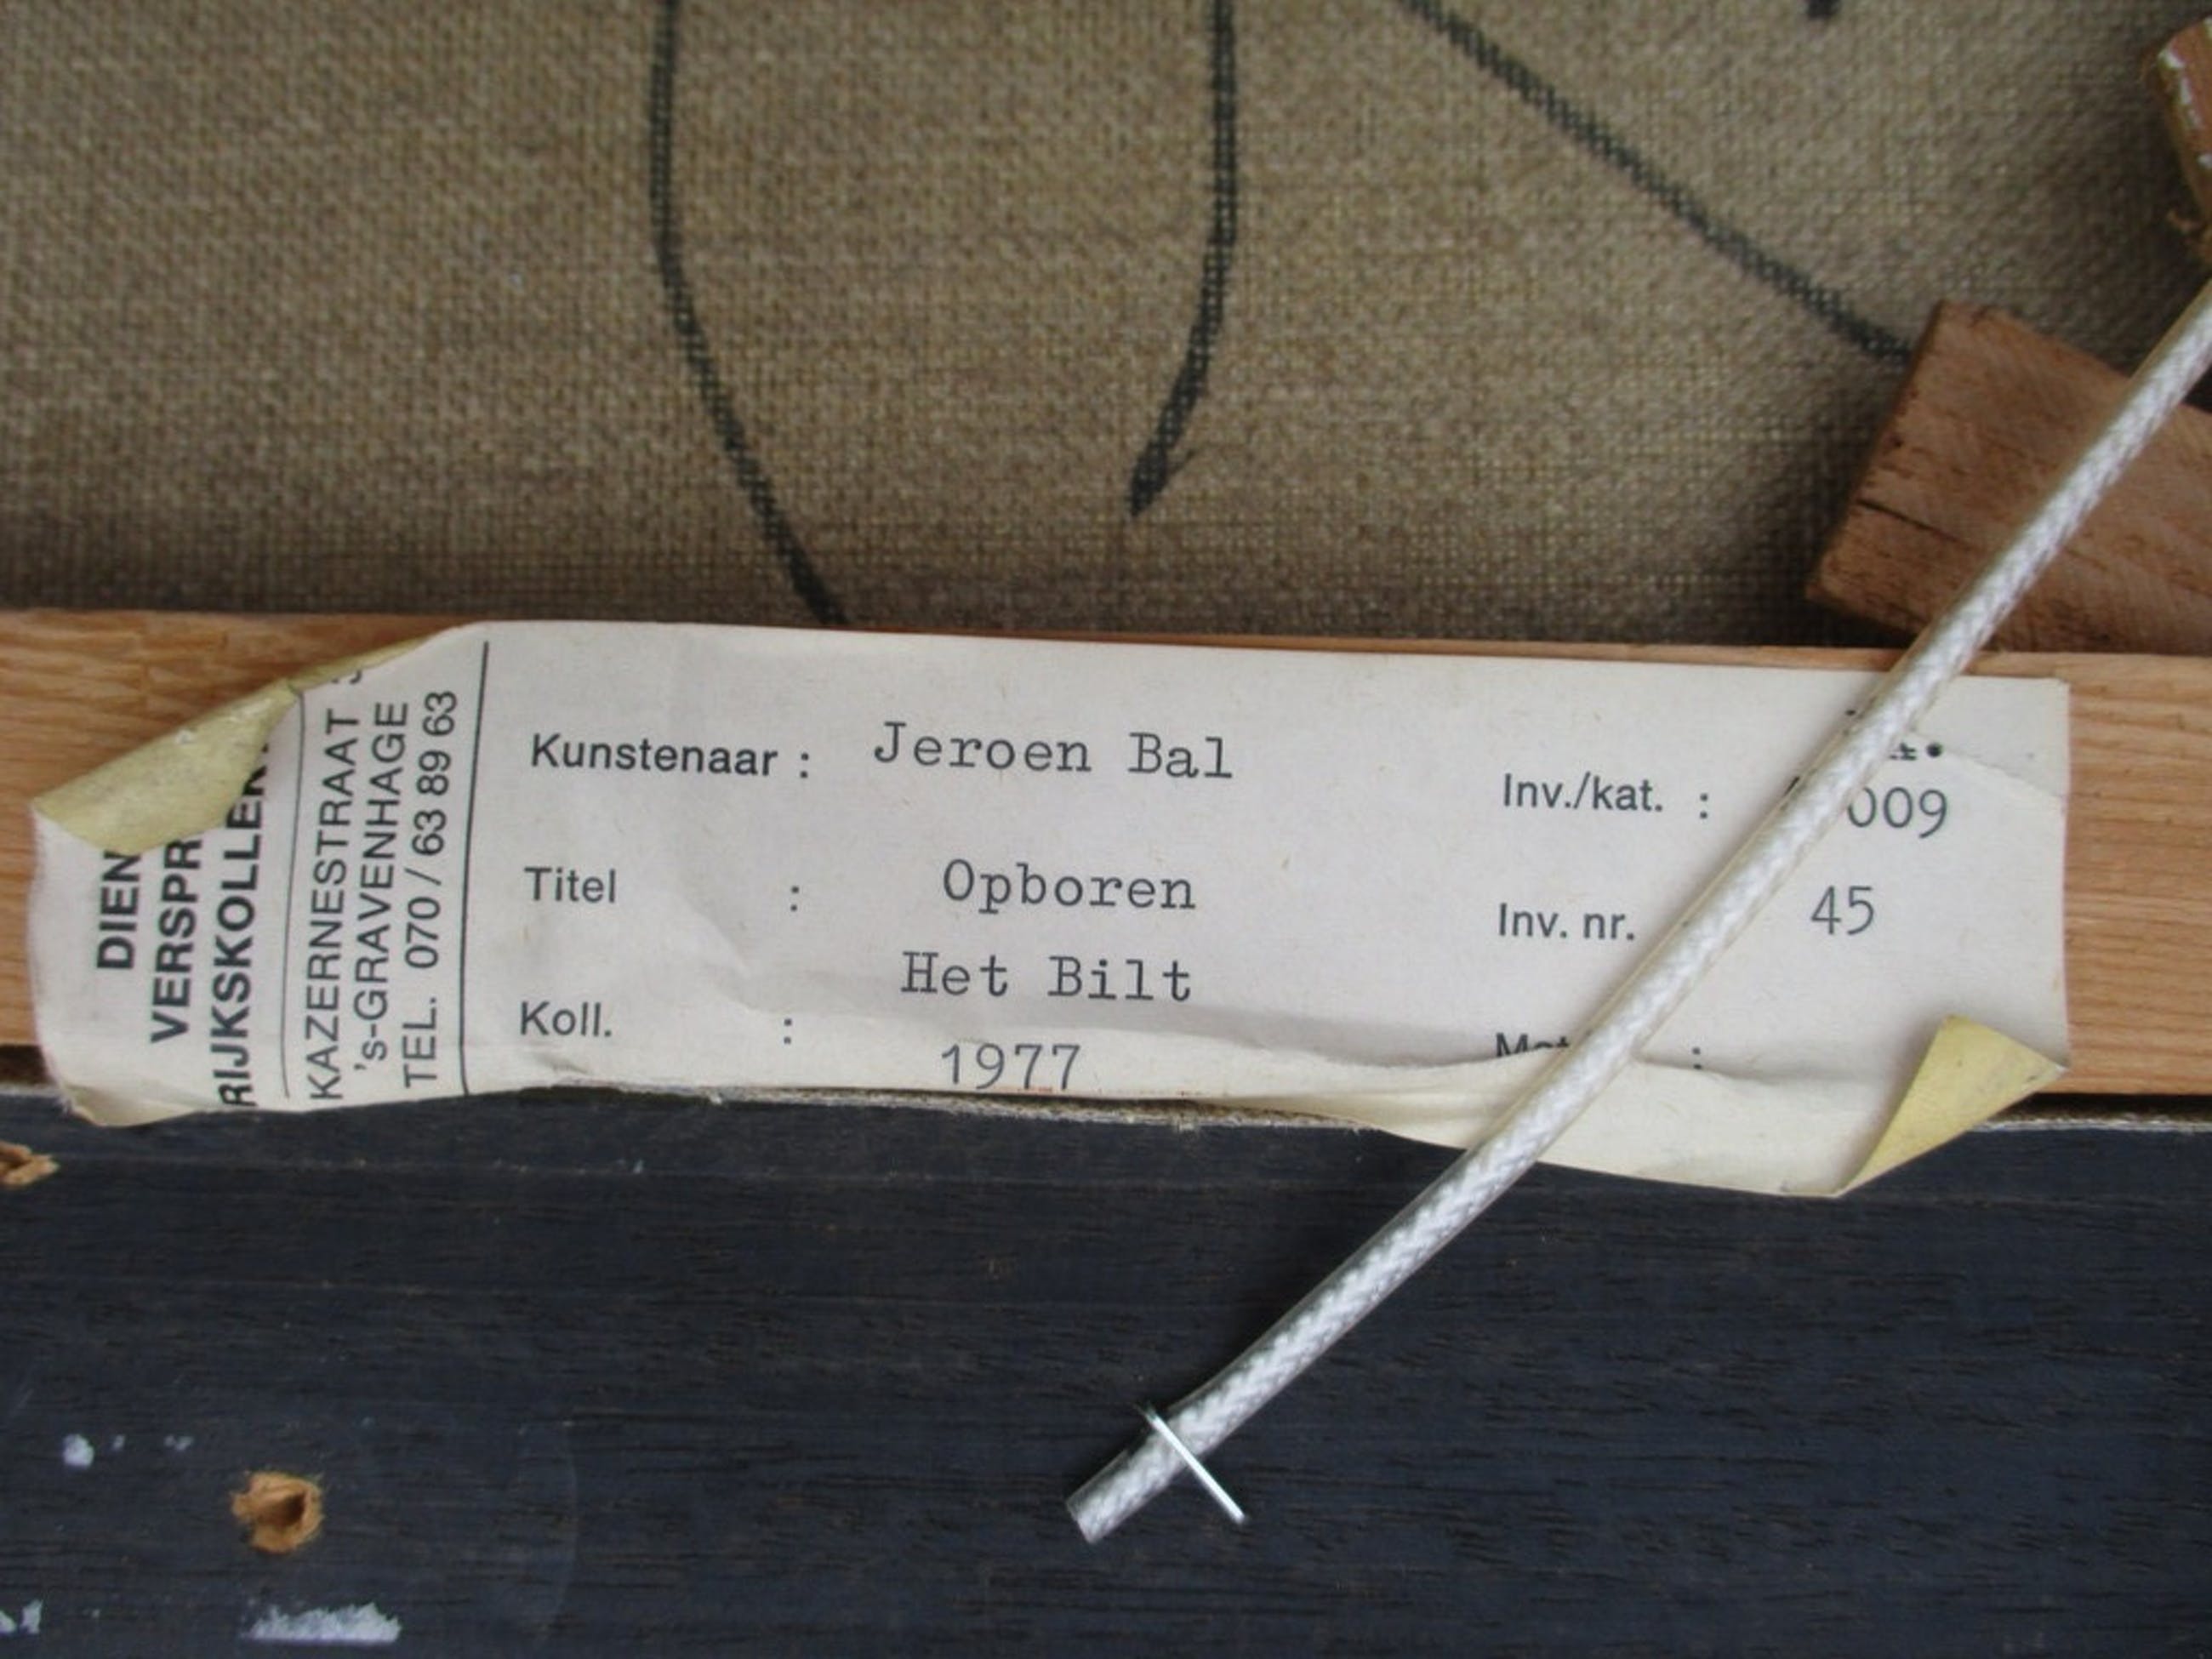 DIEN
VERSPR
RIJKSKOLLEK
KAZERNESTRAAT
's-GRAVENHAGE
TEL. 070 / 63 89 63
Kunstenaar : Jeroen Bal
Inv./kat. : 009
Titel : Opboren
Inv. nr. 45
Het Bilt
Koll. :
1977